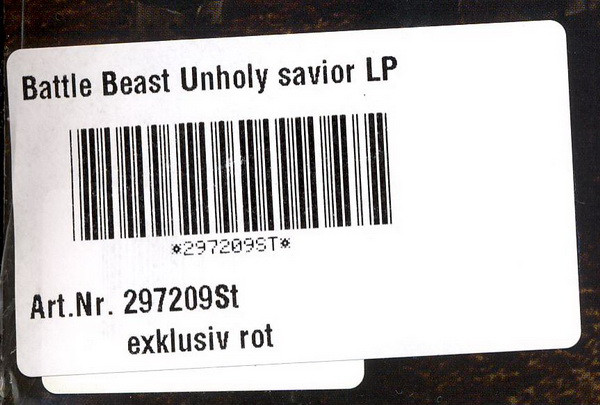 Battle Beast Unholy savior LP
*297209ST*
Art.Nr. 297209St
exklusiv rot